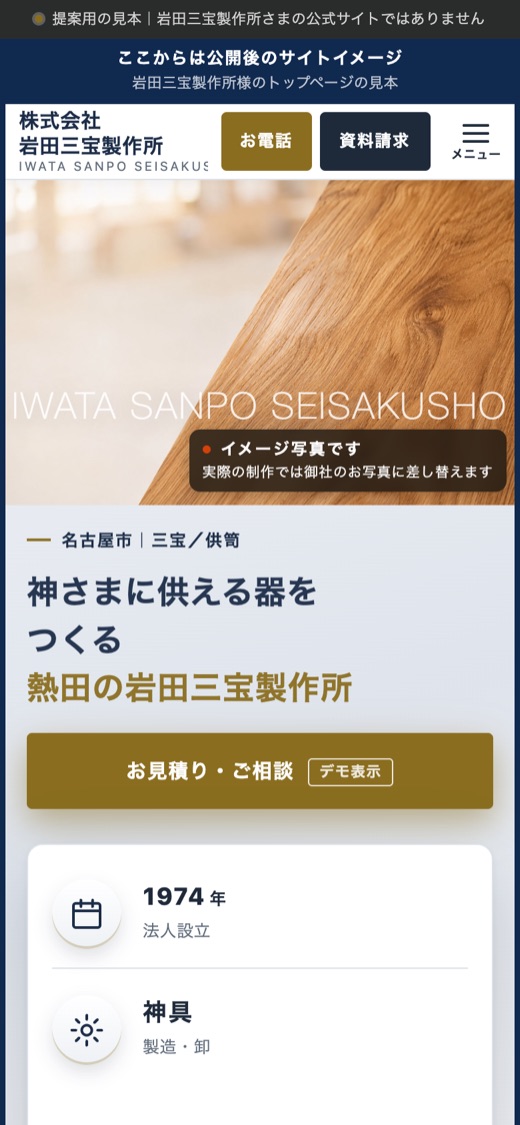 提案用の見本｜岩田三宝製作所さまの公式サイトではありません
ここからは公開後のサイトイメージ
岩田三宝製作所様のトップページの見本
株式会社
岩田三宝製作所
IWATA SANPO SEISAKUS
お電話
資料請求
メニュー
IWATA SANPO SEISAKUSHO
イメージ写真です
実際の制作では御社のお写真に差し替えます
名古屋市｜三宝／供笥
神さまに供える器を
つくる
熱田の岩田三宝製作所
お見積り・ご相談 デモ表示
1974 年
法人設立
神具
製造・卸